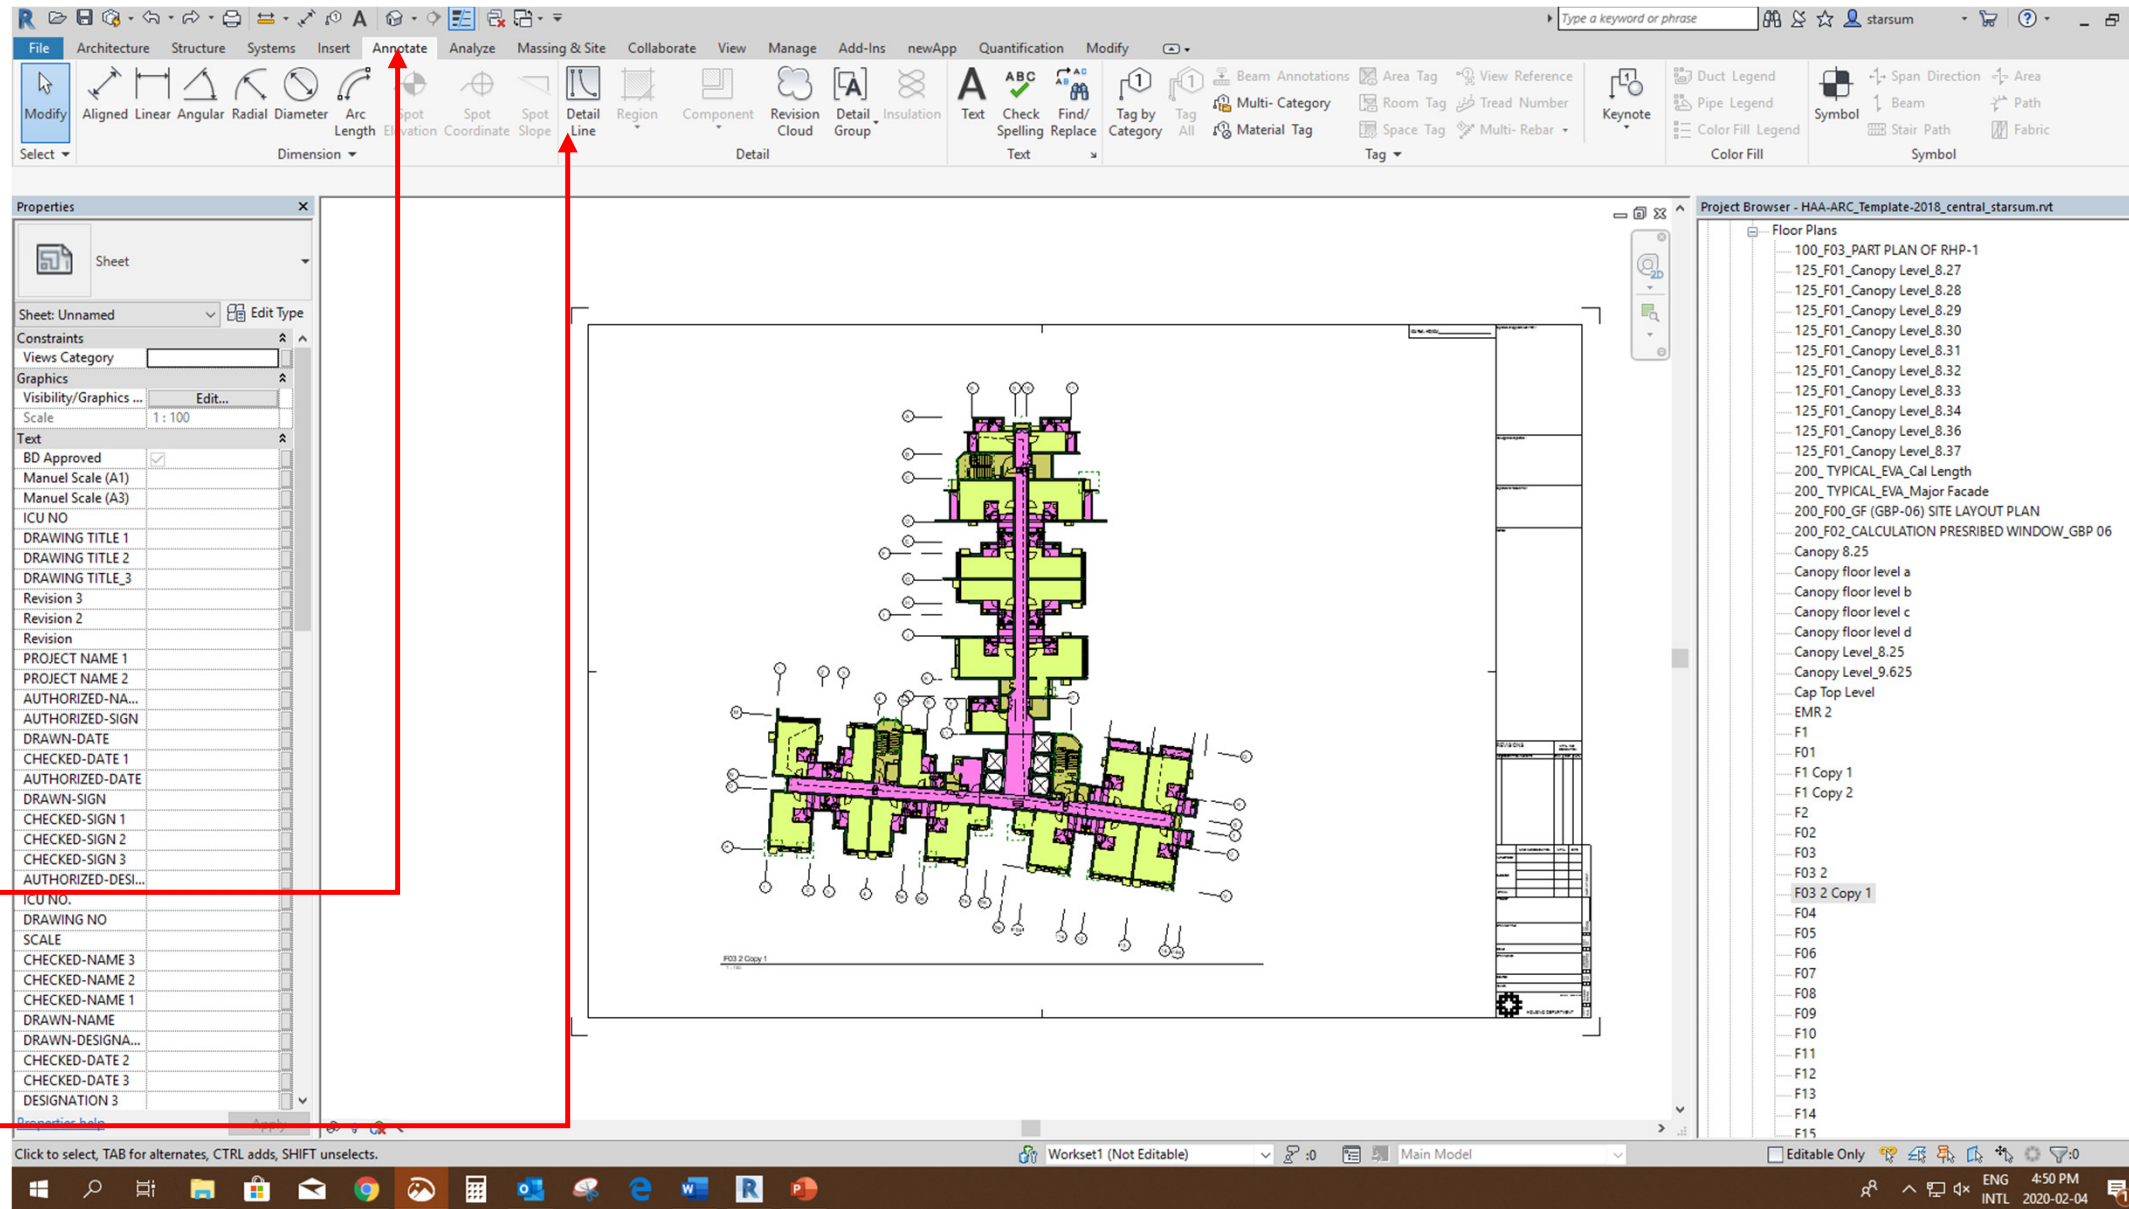 Type a keyword or phrase
starsum
File Architecture Structure Systems Insert Annotate Analyze Massing & Site Collaborate View Manage Add-Ins newApp Quantification Modify
Modify Aligned Linear Angular Radial Diameter Arc Length Spot Elevation Spot Coordinate Spot Slope Detail Line Region Component Revision Cloud Detail Group Insulation Text Check Spelling Find/ Replace Tag by Category Tag All
Beam Annotations Area Tag View Reference
Multi- Category Room Tag Tread Number
Material Tag Space Tag Multi- Rebar
Keynote
Duct Legend
Pipe Legend
Color Fill Legend
Symbol
Span Direction Area
Beam Path
Stair Path Fabric
Select Dimension Detail Text Tag Color Fill Symbol
Properties
Sheet
Sheet: Unnamed Edit Type
Constraints
Views Category
Graphics
Visibility/Graphics ... Edit...
Scale 1 : 100
Text
BD Approved
Manuel Scale (A1)
Manuel Scale (A3)
ICU NO
DRAWING TITLE 1
DRAWING TITLE 2
DRAWING TITLE_3
Revision 3
Revision 2
Revision
PROJECT NAME 1
PROJECT NAME 2
AUTHORIZED-NA...
AUTHORIZED-SIGN
DRAWN-DATE
CHECKED-DATE 1
AUTHORIZED-DATE
DRAWN-SIGN
CHECKED-SIGN 1
CHECKED-SIGN 2
CHECKED-SIGN 3
AUTHORIZED-DESI...
ICU NO.
DRAWING NO
SCALE
CHECKED-NAME 3
CHECKED-NAME 2
CHECKED-NAME 1
DRAWN-NAME
DRAWN-DESIGNA...
CHECKED-DATE 2
CHECKED-DATE 3
DESIGNATION 3
Properties help Apply
2D
REVISIONS
HOUSING DEPARTMENT
F03 2 Copy 1
1 : 100
Project Browser - HAA-ARC_Template-2018_central_starsum.rvt
Floor Plans
100_F03_PART PLAN OF RHP-1
125_F01_Canopy Level_8.27
125_F01_Canopy Level_8.28
125_F01_Canopy Level_8.29
125_F01_Canopy Level_8.30
125_F01_Canopy Level_8.31
125_F01_Canopy Level_8.32
125_F01_Canopy Level_8.33
125_F01_Canopy Level_8.34
125_F01_Canopy Level_8.36
125_F01_Canopy Level_8.37
200_ TYPICAL_EVA_Cal Length
200_ TYPICAL_EVA_Major Facade
200_F00_GF (GBP-06) SITE LAYOUT PLAN
200_F02_CALCULATION PRESRIBED WINDOW_GBP 06
Canopy 8.25
Canopy floor level a
Canopy floor level b
Canopy floor level c
Canopy floor level d
Canopy Level_8.25
Canopy Level_9.625
Cap Top Level
EMR 2
F1
F01
F1 Copy 1
F1 Copy 2
F2
F02
F03
F03 2
F03 2 Copy 1
F04
F05
F06
F07
F08
F09
F10
F11
F12
F13
F14
F15
Click to select, TAB for alternates, CTRL adds, SHIFT unselects.
Workset1 (Not Editable) :0 Main Model
Editable Only :0
ENG 4:50 PM
INTL 2020-02-04